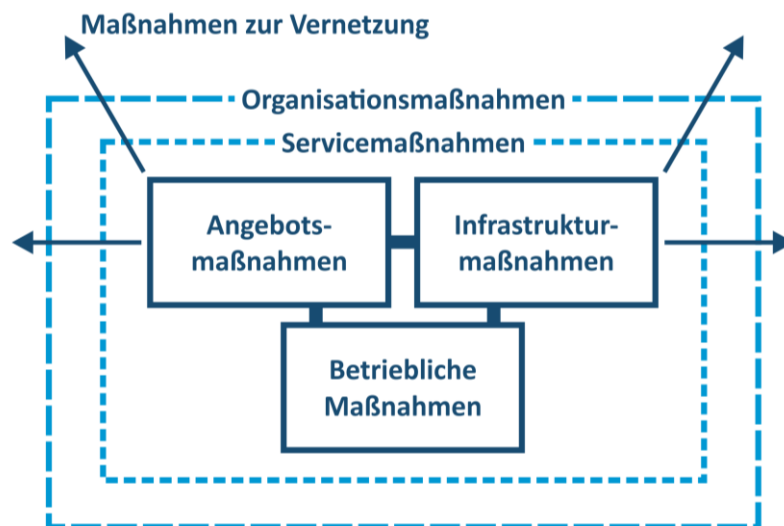 Maßnahmen zur Vernetzung
Organisationsmaßnahmen
Servicemaßnahmen
Angebots-
maßnahmen
Infrastruktur-
maßnahmen
Betriebliche
Maßnahmen